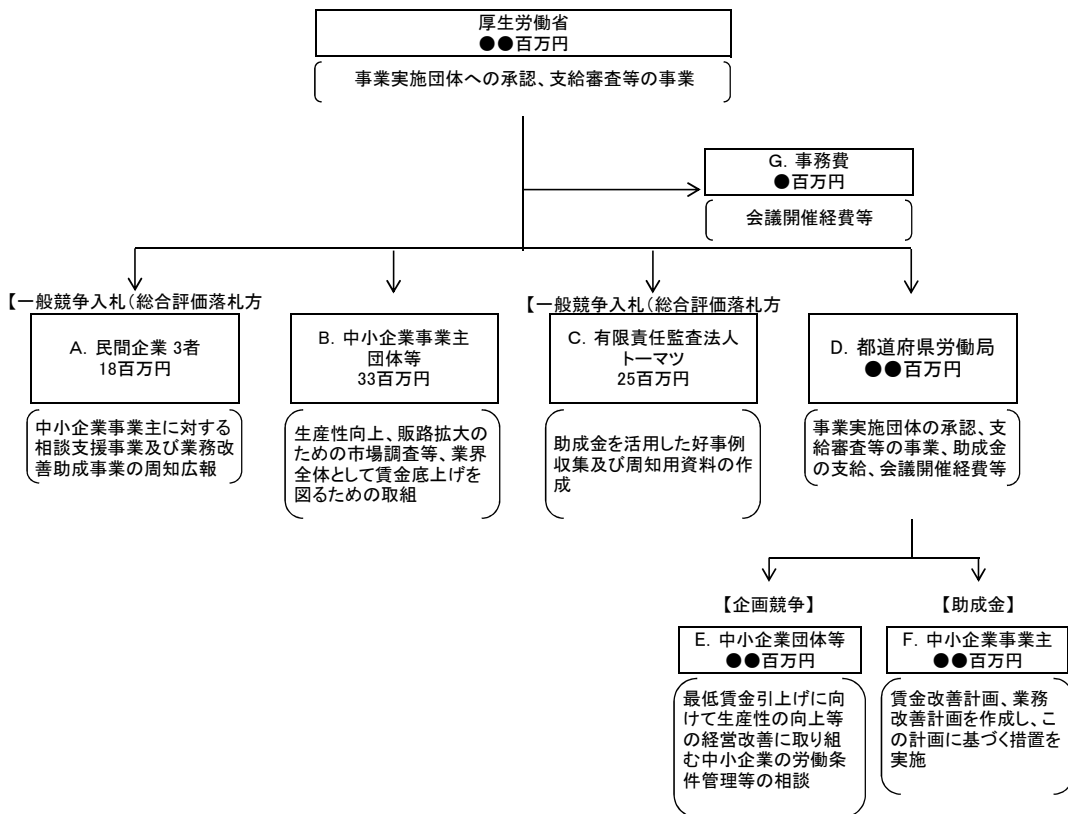 厚生労働省
●●百万円
事業実施団体への承認、支給審査等の事業
G. 事務費
●百万円
会議開催経費等
【一般競争入札(総合評価落札方
A. 民間企業 3者
18百万円
中小企業事業主に対する
相談支援事業及び業務改
善助成事業の周知広報
B. 中小企業事業主
団体等
33百万円
生産性向上、販路拡大の
ための市場調査等、業界
全体として賃金底上げを
図るための取組
【一般競争入札(総合評価落札方
C. 有限責任監査法人
トーマツ
25百万円
助成金を活用した好事例
収集及び周知用資料の作
成
D. 都道府県労働局
●●百万円
事業実施団体の承認、支
給審査等の事業、助成金
の支給、会議開催経費等
【企画競争】
E. 中小企業団体等
●●百万円
最低賃金引上げに向
けて生産性の向上等
の経営改善に取り組
む中小企業の労働条
件管理等の相談
【助成金】
F. 中小企業事業主
●●百万円
賃金改善計画、業務
改善計画を作成し、こ
の計画に基づく措置を
実施